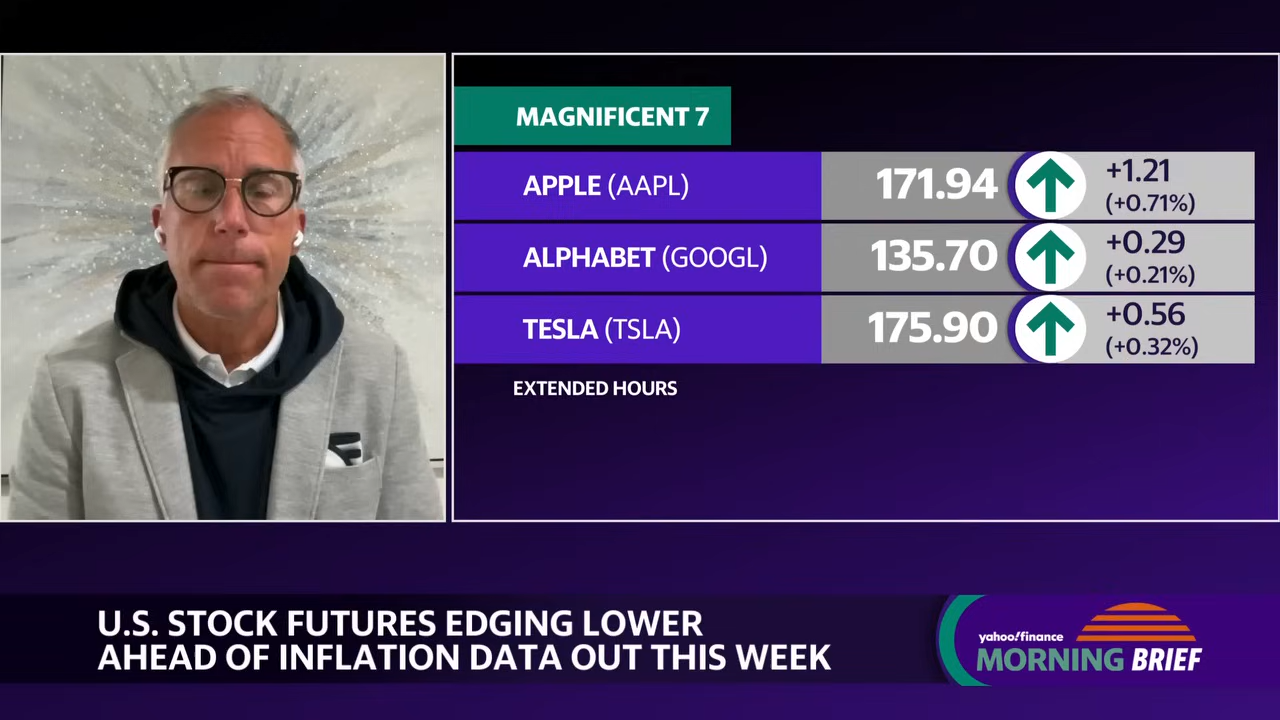 MAGNIFICENT 7
APPLE (AAPL) 171.94 +1.21 (+0.71%)
ALPHABET (GOOGL) 135.70 +0.29 (+0.21%)
TESLA (TSLA) 175.90 +0.56 (+0.32%)
EXTENDED HOURS
U.S. STOCK FUTURES EDGING LOWER
AHEAD OF INFLATION DATA OUT THIS WEEK
yahoo!finance
MORNING BRIEF